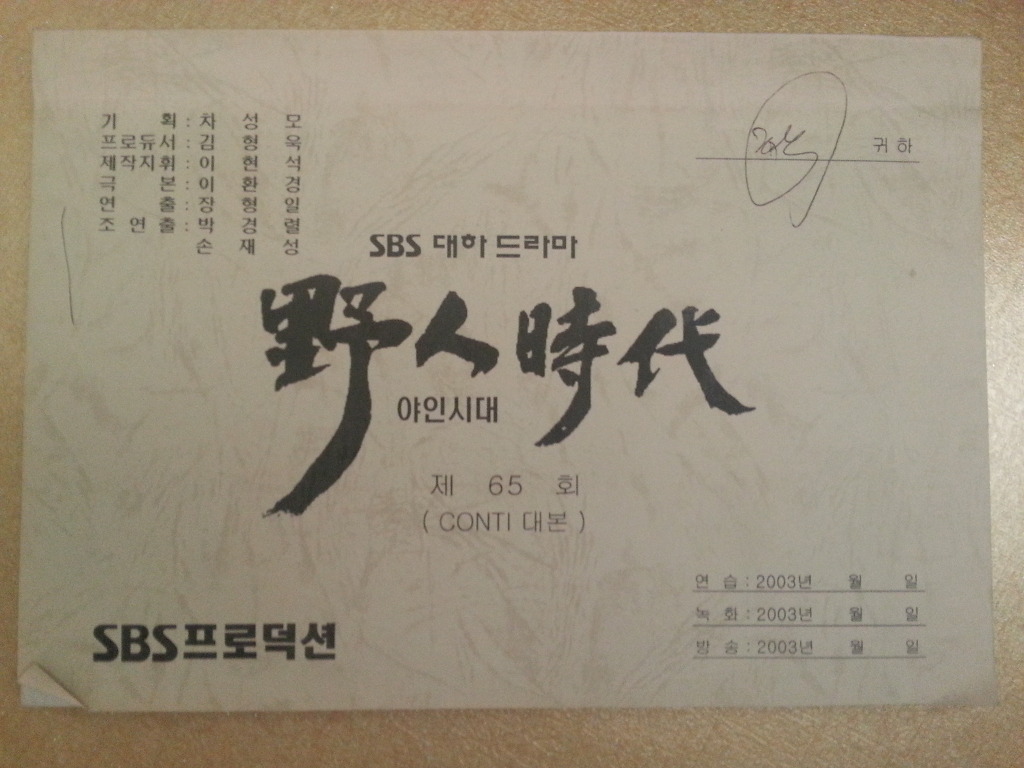 기 획 : 차 성 모
프로듀서 : 김 형 욱
제작지휘 : 이 현 석
극 본 : 이 환 경
연 출 : 장 형 일
조 연 출 : 박 경 렬
손 재 성
귀하
SBS 대하 드라마
野人時代
야인시대
제 65 회
( CONTI 대본 )
연 습 : 2003년 월 일
녹 화 : 2003년 월 일
방 송 : 2003년 월 일
SBS프로덕션